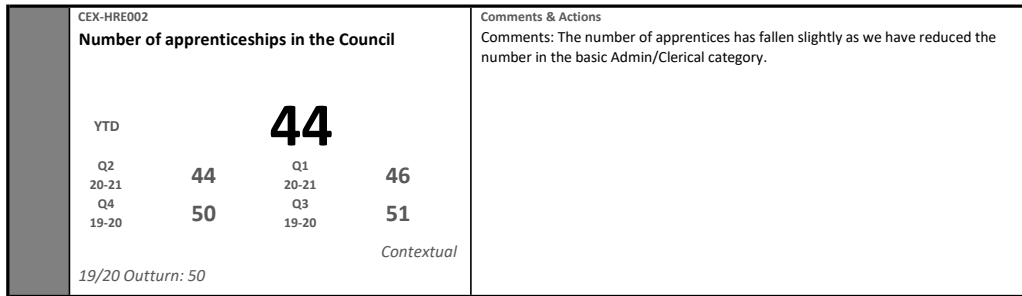 CEX-HRE002
Number of apprenticeships in the Council
YTD
44
Q2
20-21
44
Q1
20-21
46
Q4
19-20
50
Q3
19-20
51
Contextual
19/20 Outturn: 50
Comments & Actions
Comments: The number of apprentices has fallen slightly as we have reduced the
number in the basic Admin/Clerical category.